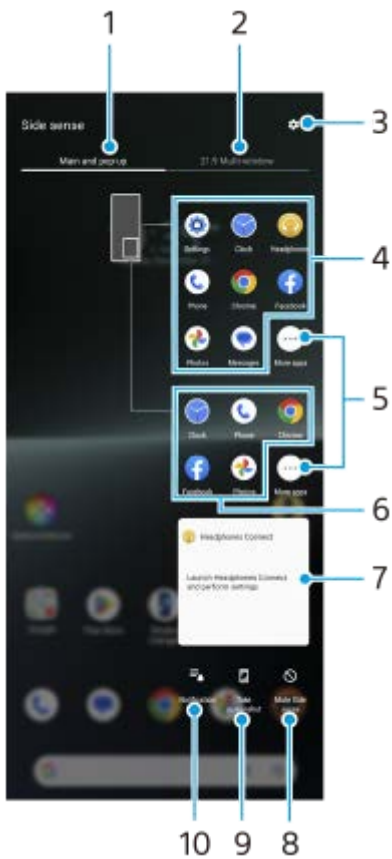 1 2
Side sense
3
Main and pop-up 21:9 Multi-window
Settings Clock Headphones
4
Phone Chrome Facebook
Photos Messages More apps
5
Clock Phone Chrome
Facebook Photos More apps
6
Headphones Connect
7
Launch Headphones Connect
and perform settings.
Notification Take Mute Side
10 9 8